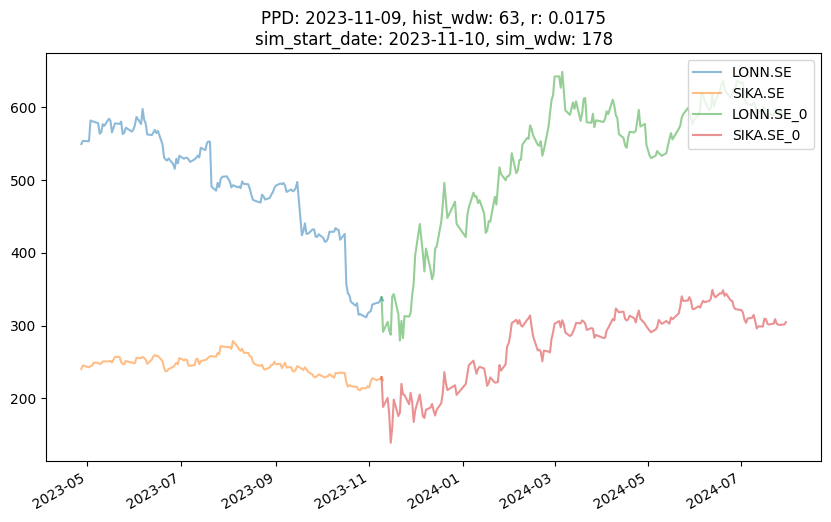 PPD: 2023-11-09, hist_wdw: 63, r: 0.0175
sim_start_date: 2023-11-10, sim_wdw: 178
LONN.SE
SIKA.SE
LONN.SE_0
SIKA.SE_0
600
500
400
300
200
2023-05
2023-07
2023-09
2023-11
2024-01
2024-03
2024-05
2024-07